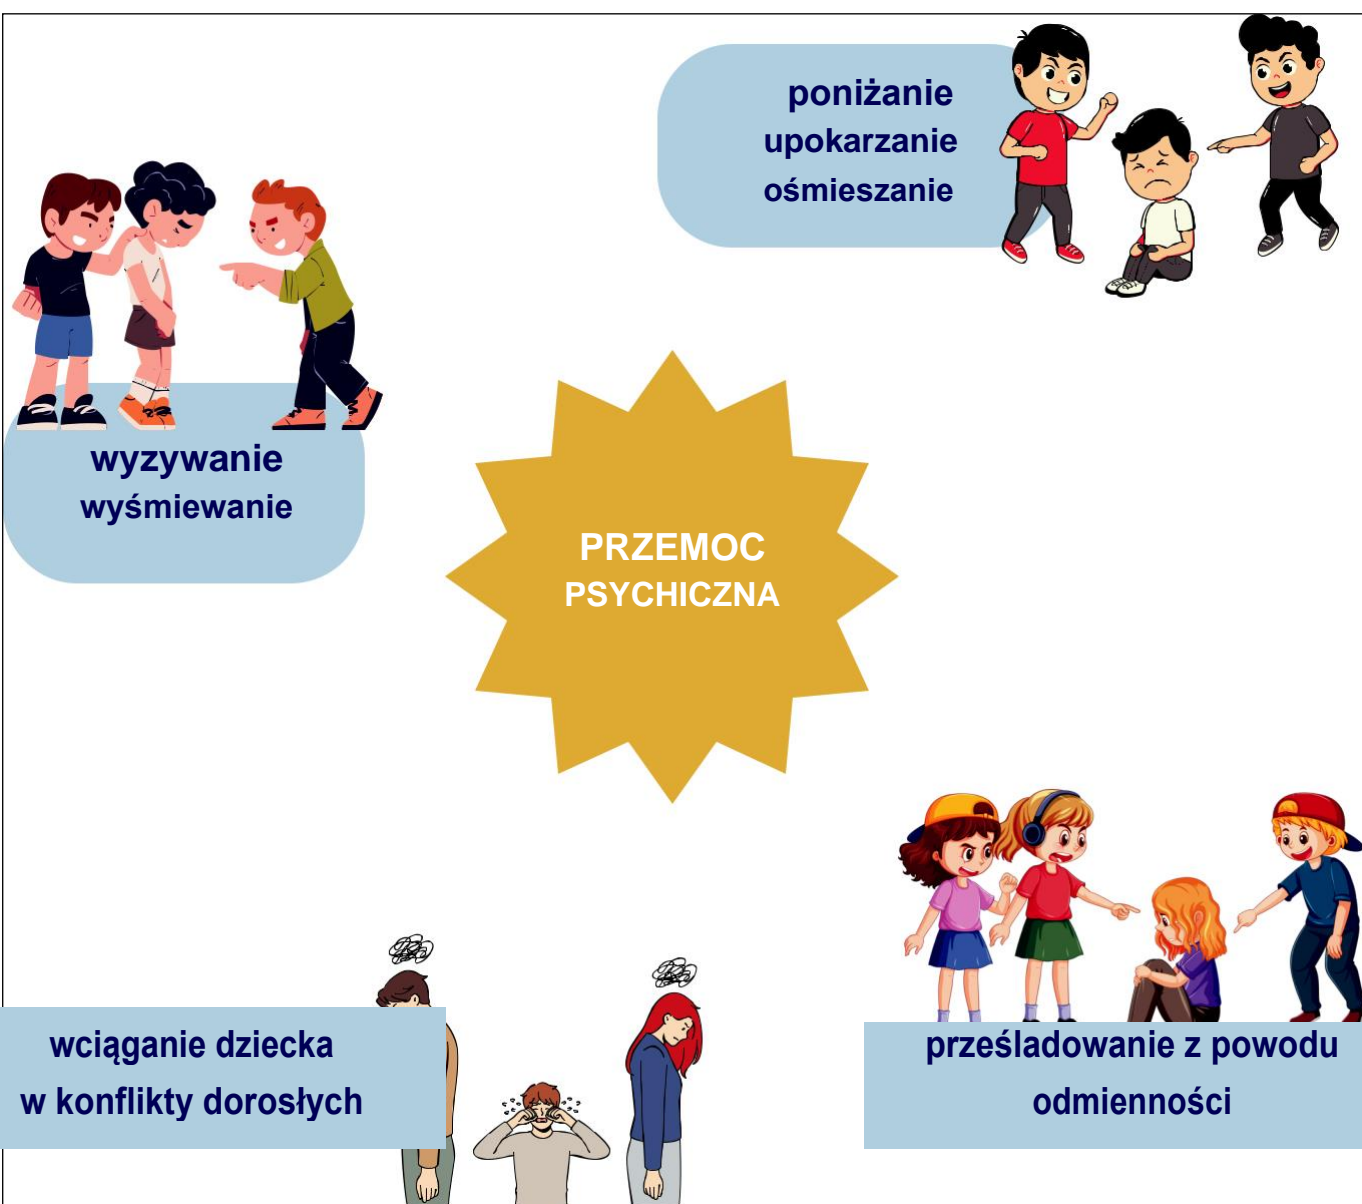 poniżanie
upokarzanie
ośmieszanie
wyzywanie
wyśmiewanie
PRZEMOC
PSYCHICZNA
wciąganie dziecka
w konflikty dorosłych
prześladowanie z powodu
odmienności